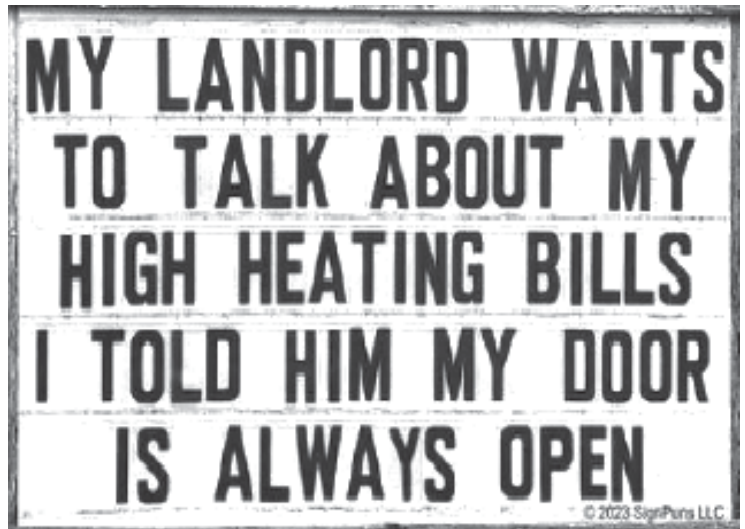 MY LANDLORD WANTS
TO TALK ABOUT MY
HIGH HEATING BILLS
I TOLD HIM MY DOOR
IS ALWAYS OPEN
© 2023 SignPuns LLC